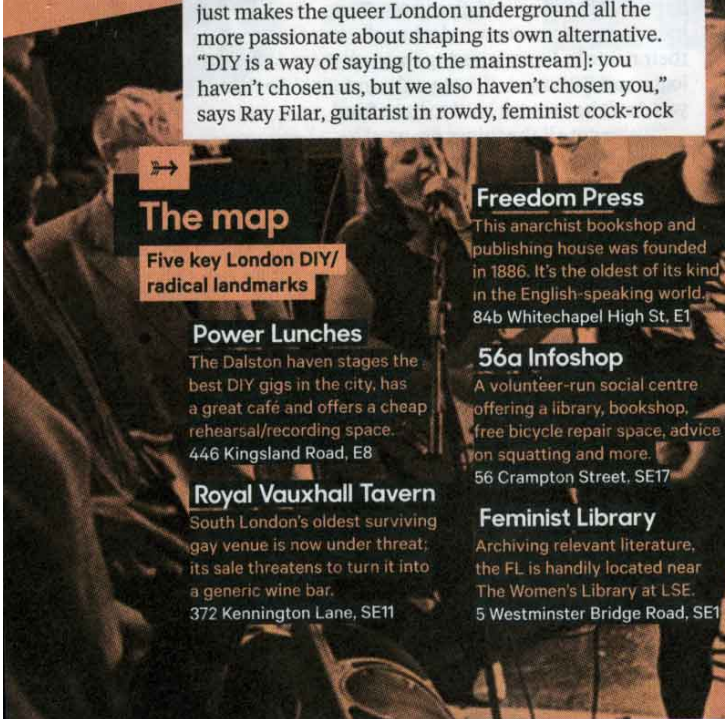 just makes the queer London underground all the
more passionate about shaping its own alternative.
“DIY is a way of saying [to the mainstream]: you
haven’t chosen us, but we also haven’t chosen you,”
says Ray Filar, guitarist in rowdy, feminist cock-rock
The map
Five key London DIY/
radical landmarks
Power Lunches
The Dalston haven stages the
best DIY gigs in the city, has
a great café and offers a cheap
rehearsal/recording space.
446 Kingsland Road, E8
Royal Vauxhall Tavern
South London’s oldest surviving
gay venue is now under threat;
its sale threatens to turn it into
a generic wine bar.
372 Kennington Lane, SE11
Freedom Press
This anarchist bookshop and
publishing house was founded
in 1886. It’s the oldest of its kind
in the English-speaking world.
84b Whitechapel High St, E1
56a Infoshop
A volunteer-run social centre
offering a library, bookshop,
free bicycle repair space, advice
on squatting and more.
56 Crampton Street, SE17
Feminist Library
Archiving relevant literature,
the FL is handily located near
The Women’s Library at LSE.
5 Westminster Bridge Road, SE1